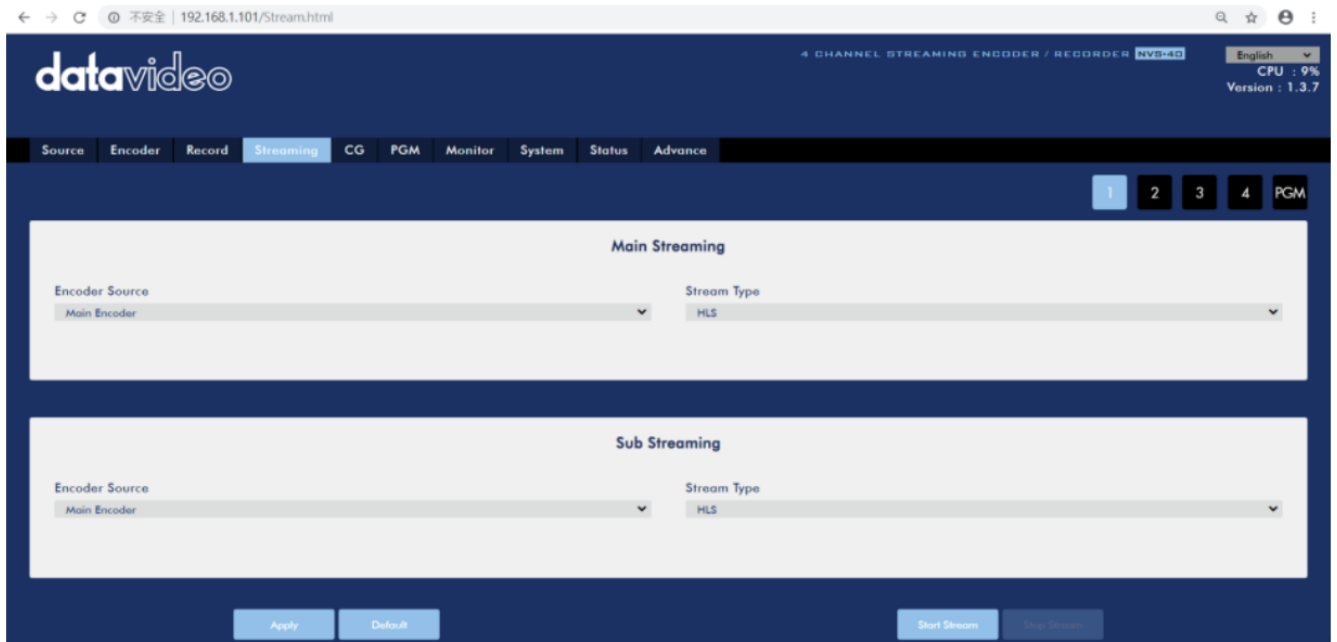 不安全 | 192.168.1.101/Stream.html
datavideo
4 CHANNEL STREAMING ENCODER / RECORDER NVS-40
English
CPU : 9%
Version : 1.3.7
Source Encoder Record Streaming CG PGM Monitor System Status Advance
1 2 3 4 PGM
Main Streaming
Encoder Source Stream Type
Main Encoder HLS
Sub Streaming
Encoder Source Stream Type
Main Encoder HLS
Apply Default Start Stream Stop Stream